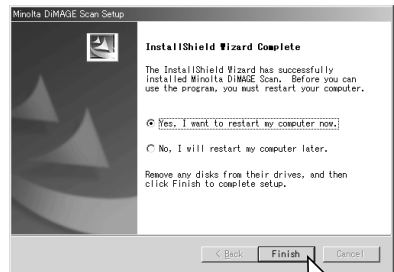 Minolta DiMAGE Scan Setup
InstallShield Wizard Complete
The InstallShield Wizard has successfully
installed Minolta DiMAGE Scan.  Before you can
use the program, you must restart your computer.
Yes, I want to restart my computer now.
No, I will restart my computer later.
Remove any disks from their drives, and then
click Finish to complete setup.
< Back
Finish
Cancel